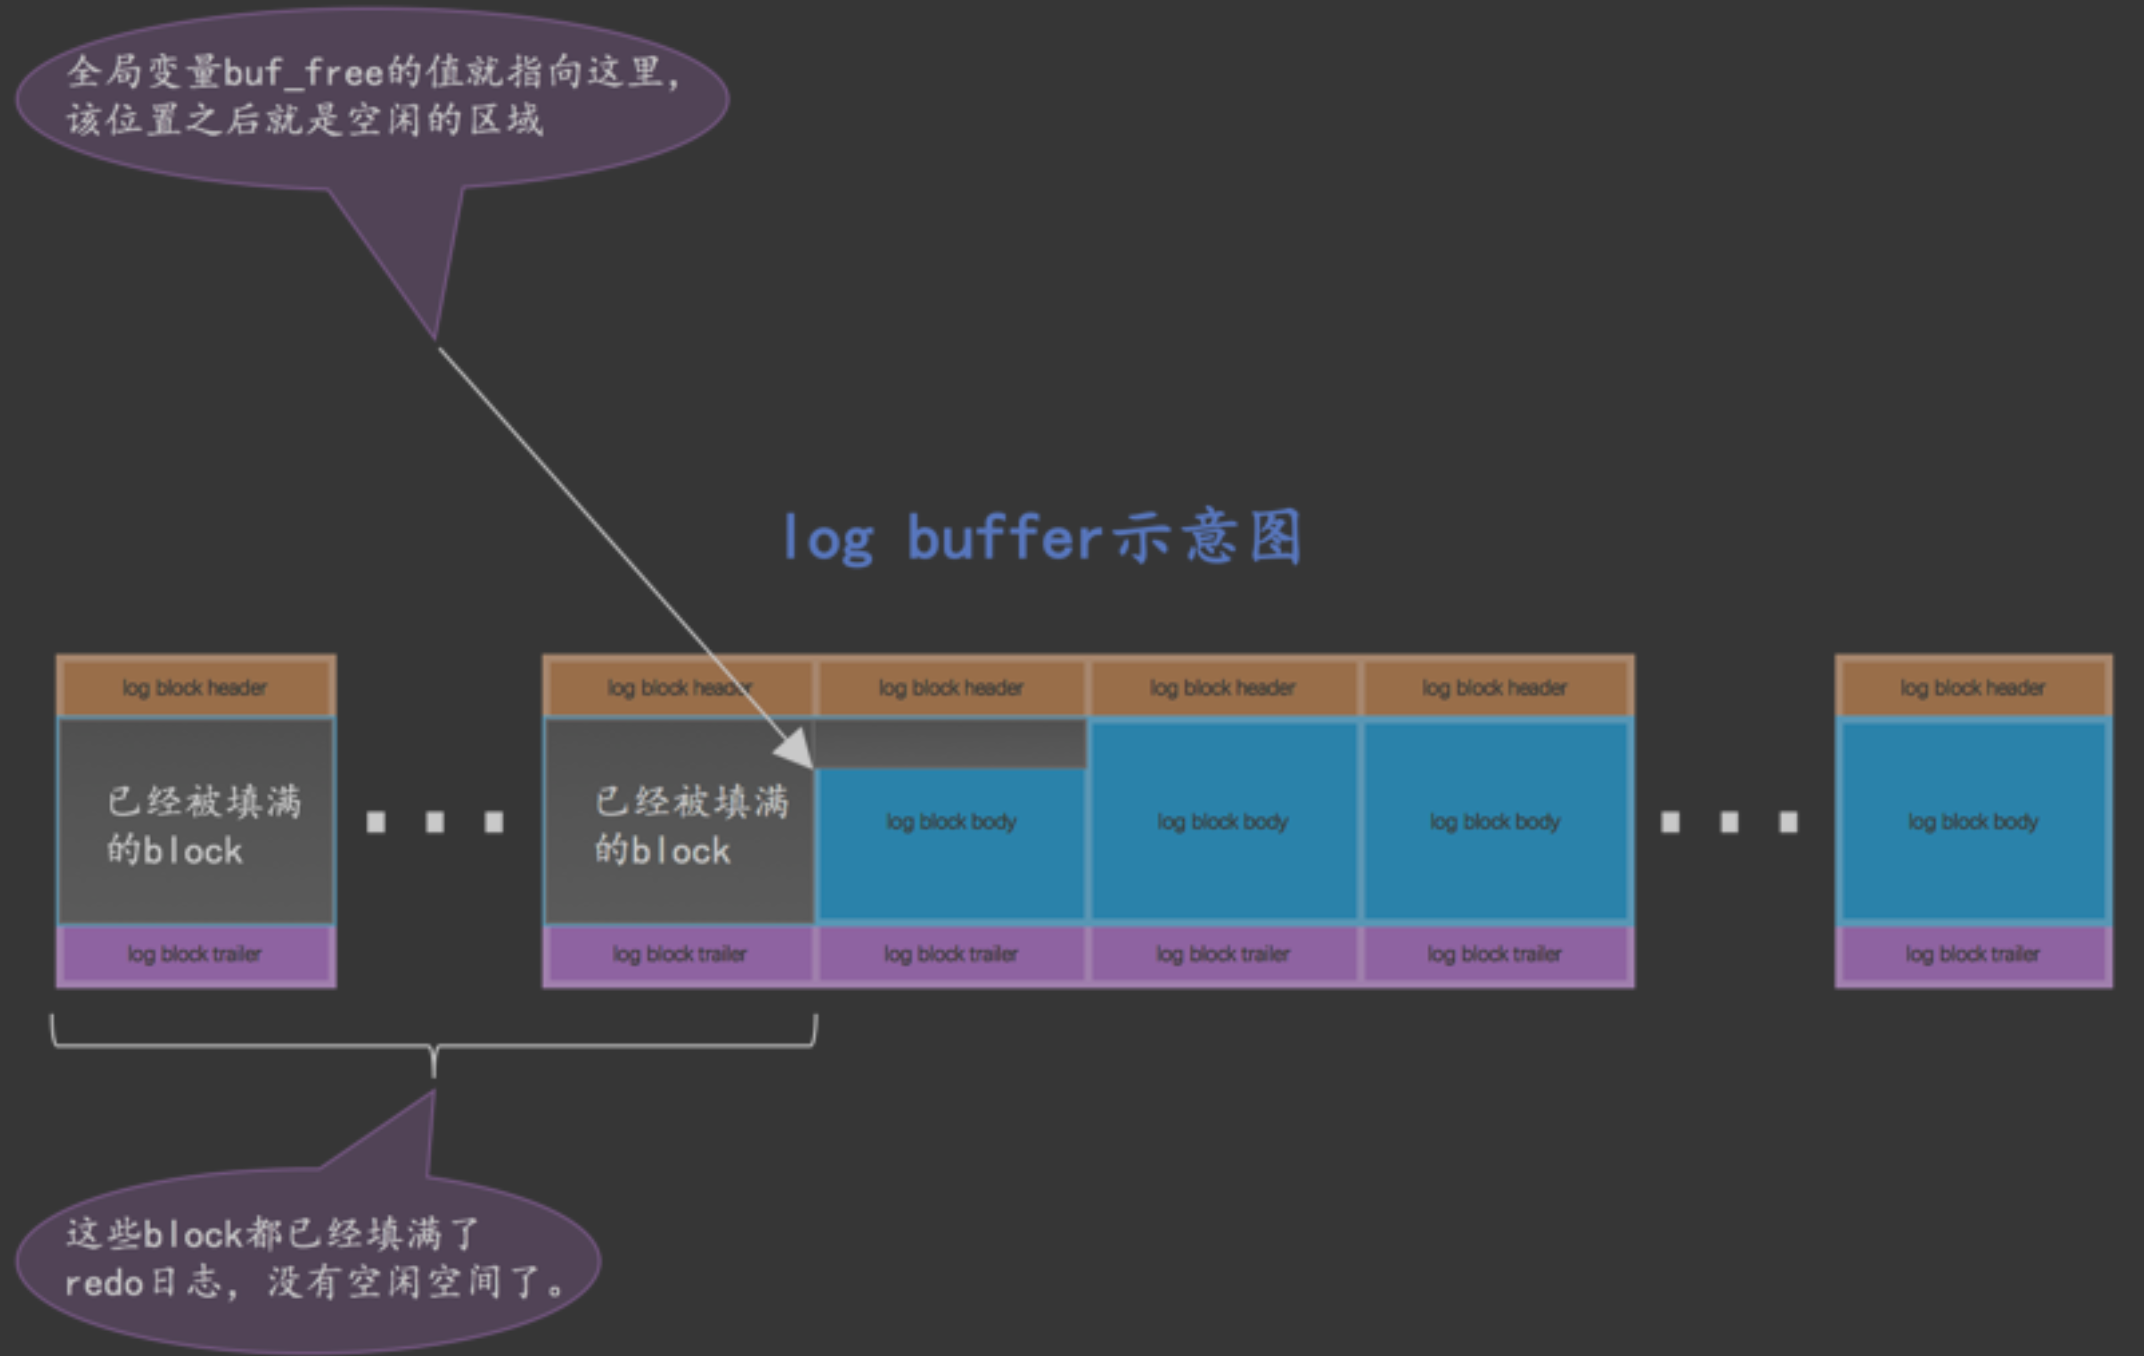 全局变量buf_free的值就指向这里，
该位置之后就是空闲的区域
log buffer示意图
log block header
log block header
log block header
log block header
log block header
log block header
已经被填满
的block
已经被填满
的block
log block body
log block body
log block body
log block body
log block trailer
log block trailer
log block trailer
log block trailer
log block trailer
log block trailer
这些block都已经填满了
redo日志，没有空闲空间了。